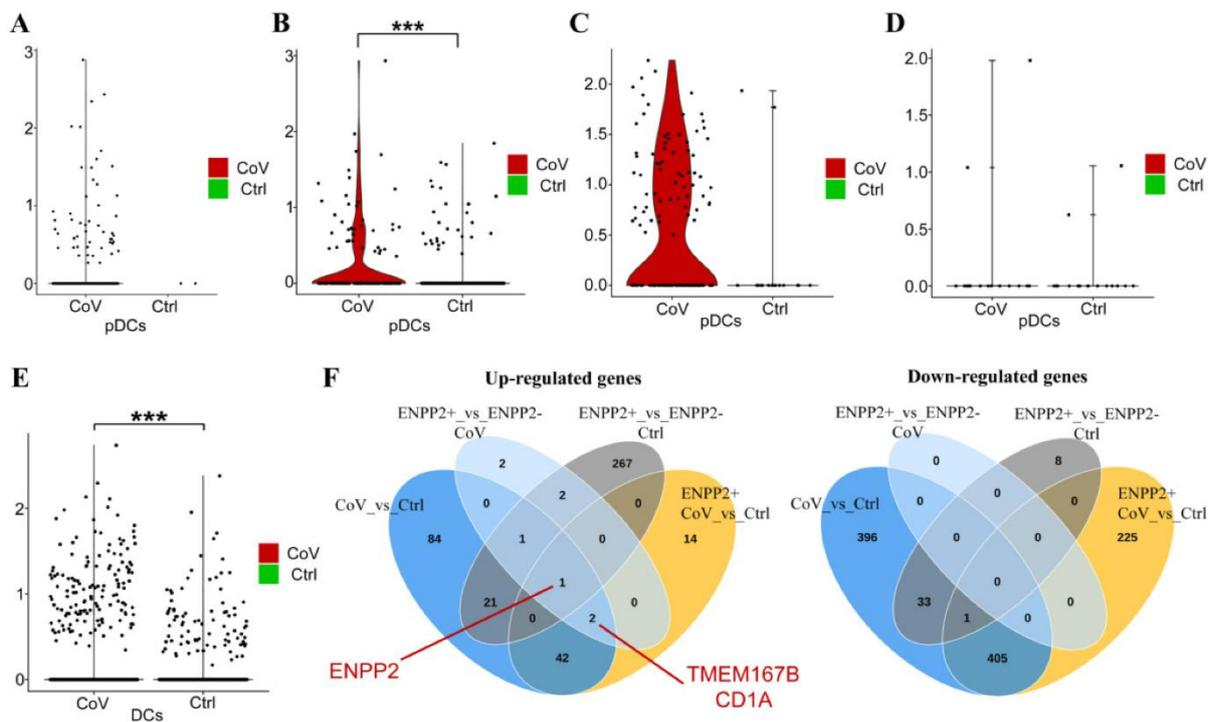 A
3
2
1
0
CoV
Ctrl
pDCs
CoV
Ctrl
B
***
3
2
1
0
CoV
Ctrl
pDCs
CoV
Ctrl
C
2.0
1.5
1.0
0.5
0.0
CoV
Ctrl
pDCs
CoV
Ctrl
D
2.0
1.5
1.0
0.5
0.0
CoV
Ctrl
pDCs
CoV
Ctrl
E
***
2
1
0
CoV
Ctrl
DCs
CoV
Ctrl
F
Up-regulated genes
ENPP2+_vs_ENPP2-
CoV
ENPP2+_vs_ENPP2-
Ctrl
CoV_vs_Ctrl
ENPP2+
CoV_vs_Ctrl
2
267
0
2
0
84
1
0
14
1
21
0
2
0
42
ENPP2
TMEM167B
CD1A
Down-regulated genes
ENPP2+_vs_ENPP2-
CoV
ENPP2+_vs_ENPP2-
Ctrl
CoV_vs_Ctrl
ENPP2+
CoV_vs_Ctrl
0
8
0
0
0
396
0
0
225
0
33
1
0
0
405